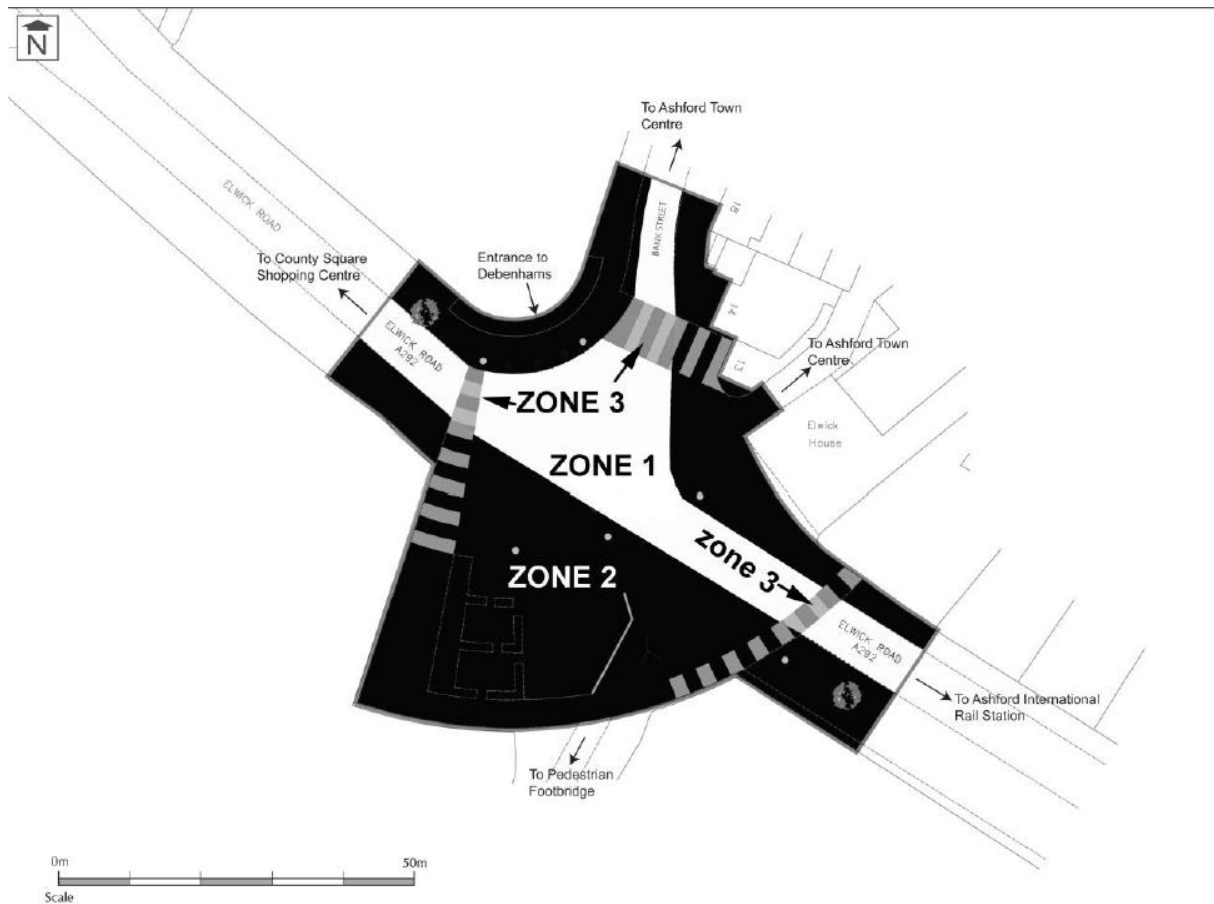 N
To Ashford Town
Centre
ELWICK ROAD
BANK STREET
18
To County Square
Shopping Centre
Entrance to
Debenhams
14
ELWICK ROAD
A292
13
To Ashford Town
Centre
ZONE 3
Elwick
House
ZONE 1
zone 3
ZONE 2
ELWICK ROAD
A292
To Ashford International
Rail Station
To Pedestrian
Footbridge
0m
50m
Scale